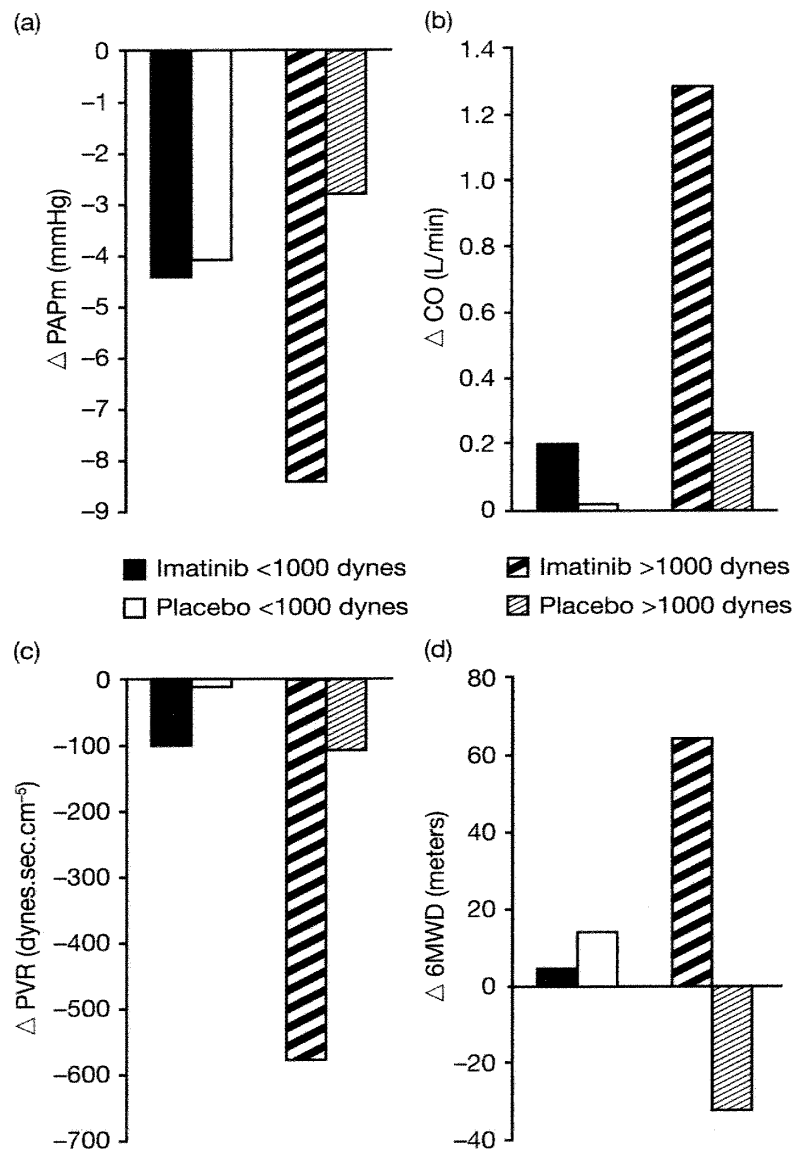 (a)
0
−1
−2
−3
−4
−5
−6
−7
−8
−9
△ PAPm (mmHg)
(b)
1.4
1.2
1.0
0.8
0.6
0.4
0.2
0
△ CO (L/min)
Imatinib <1000 dynes
Placebo <1000 dynes
Imatinib >1000 dynes
Placebo >1000 dynes
(c)
0
−100
−200
−300
−400
−500
−600
−700
△ PVR (dynes.sec.cm⁻⁵)
(d)
80
60
40
20
0
−20
−40
△ 6MWD (meters)